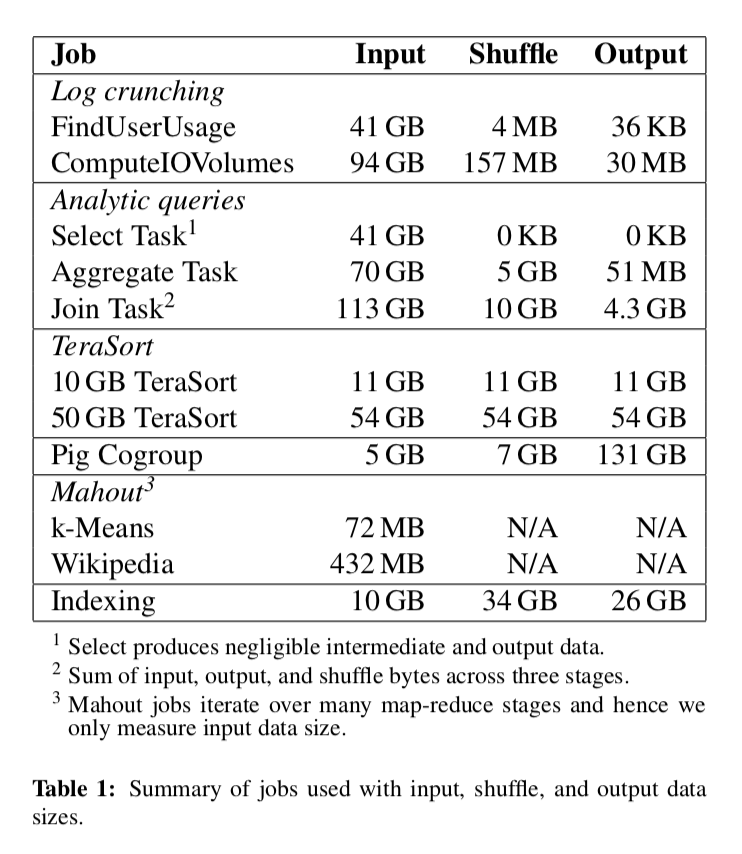 Job Input Shuffle Output
Log crunching
FindUserUsage 41 GB 4 MB 36 KB
ComputeIOVolumes 94 GB 157 MB 30 MB
Analytic queries
Select Task¹ 41 GB 0 KB 0 KB
Aggregate Task 70 GB 5 GB 51 MB
Join Task² 113 GB 10 GB 4.3 GB
TeraSort
10 GB TeraSort 11 GB 11 GB 11 GB
50 GB TeraSort 54 GB 54 GB 54 GB
Pig Cogroup 5 GB 7 GB 131 GB
Mahout³
k-Means 72 MB N/A N/A
Wikipedia 432 MB N/A N/A
Indexing 10 GB 34 GB 26 GB
¹ Select produces negligible intermediate and output data.
² Sum of input, output, and shuffle bytes across three stages.
³ Mahout jobs iterate over many map-reduce stages and hence we
only measure input data size.
Table 1: Summary of jobs used with input, shuffle, and output data
sizes.